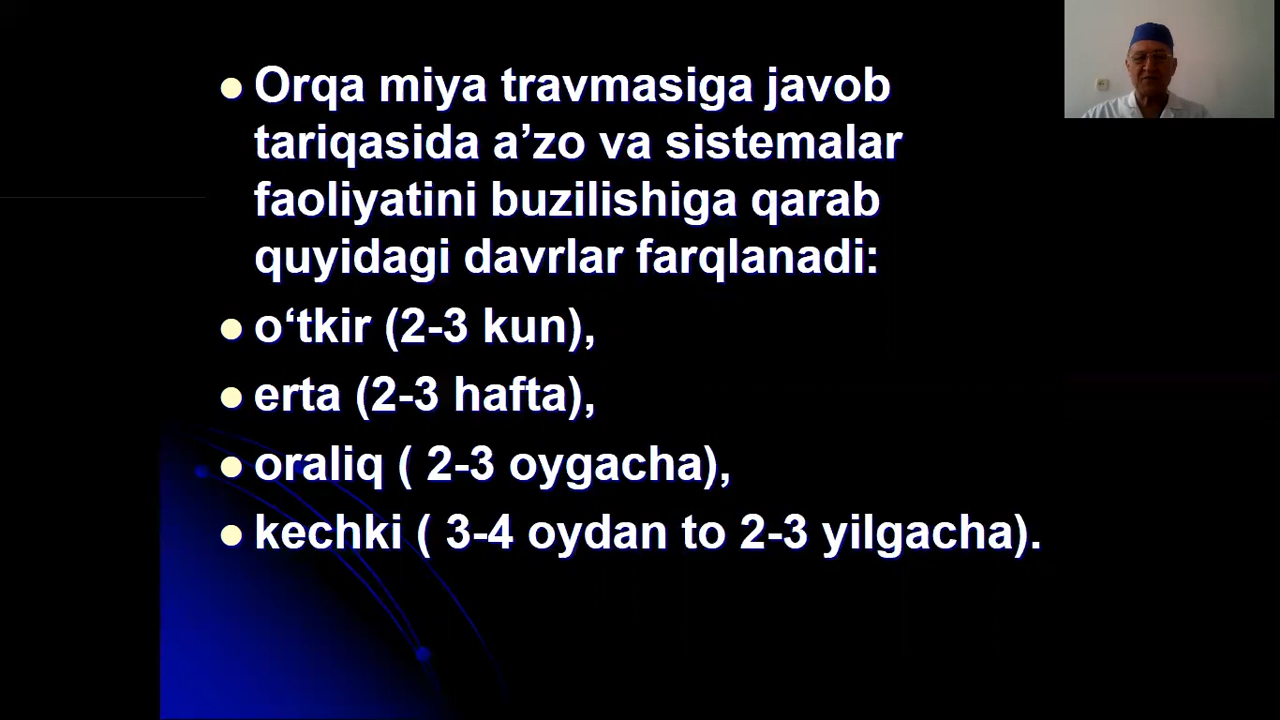 Orqa miya travmasiga javob
tariqasida a’zo va sistemalar
faoliyatini buzilishiga qarab
quyidagi davrlar farqlanadi:
o‘tkir (2-3 kun),
erta (2-3 hafta),
oraliq ( 2-3 oygacha),
kechki ( 3-4 oydan to 2-3 yilgacha).